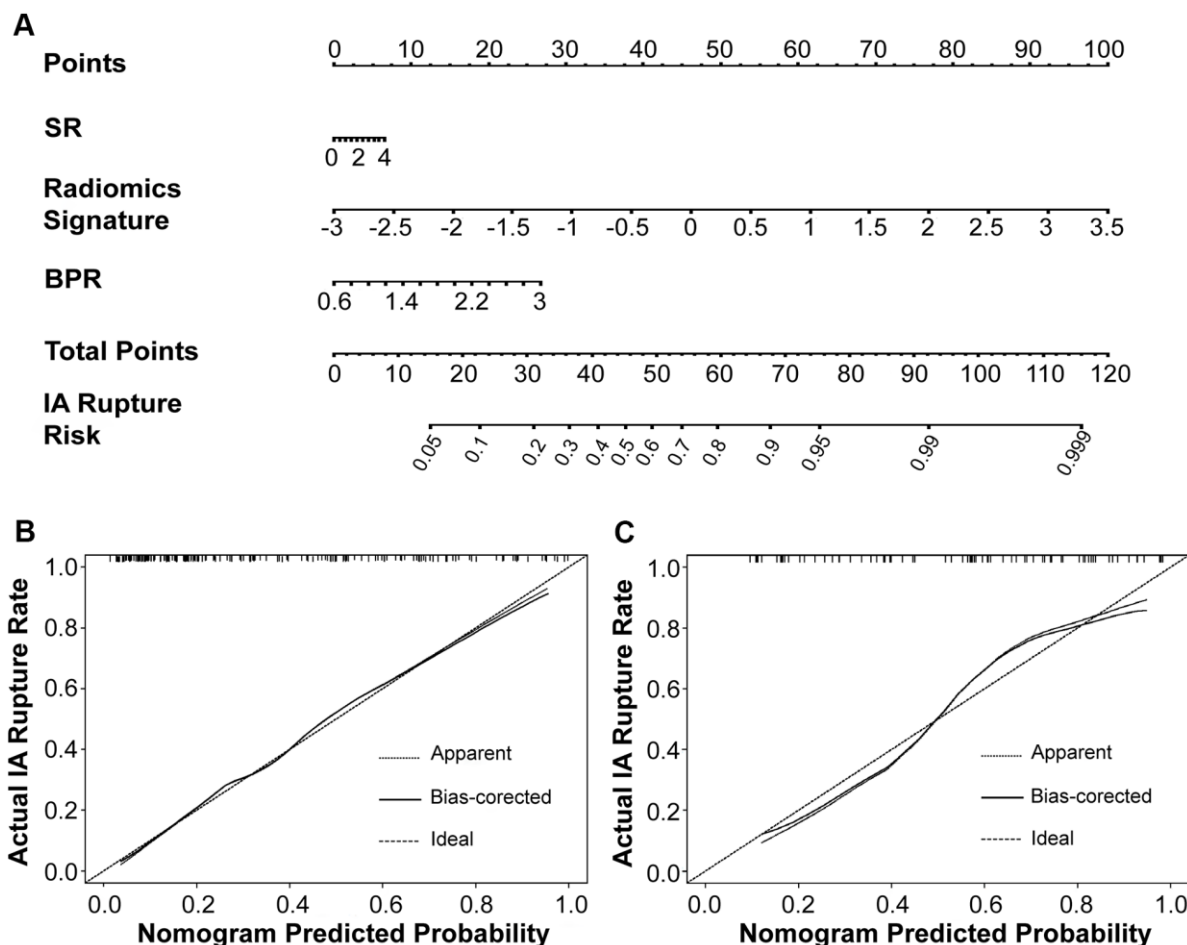 A
Points
0 10 20 30 40 50 60 70 80 90 100
SR
0 2 4
Radiomics
Signature
-3 -2.5 -2 -1.5 -1 -0.5 0 0.5 1 1.5 2 2.5 3 3.5
BPR
0.6 1.4 2.2 3
Total Points
0 10 20 30 40 50 60 70 80 90 100 110 120
IA Rupture
Risk
0.05 0.1 0.2 0.3 0.4 0.5 0.6 0.7 0.8 0.9 0.95 0.99 0.999
B
Actual IA Rupture Rate
1.0
0.8
0.6
0.4
0.2
0.0
Apparent
Bias-corected
Ideal
0.0 0.2 0.4 0.6 0.8 1.0
Nomogram Predicted Probability
C
Actual IA Rupture Rate
1.0
0.8
0.6
0.4
0.2
0.0
Apparent
Bias-corected
Ideal
0.0 0.2 0.4 0.6 0.8 1.0
Nomogram Predicted Probability